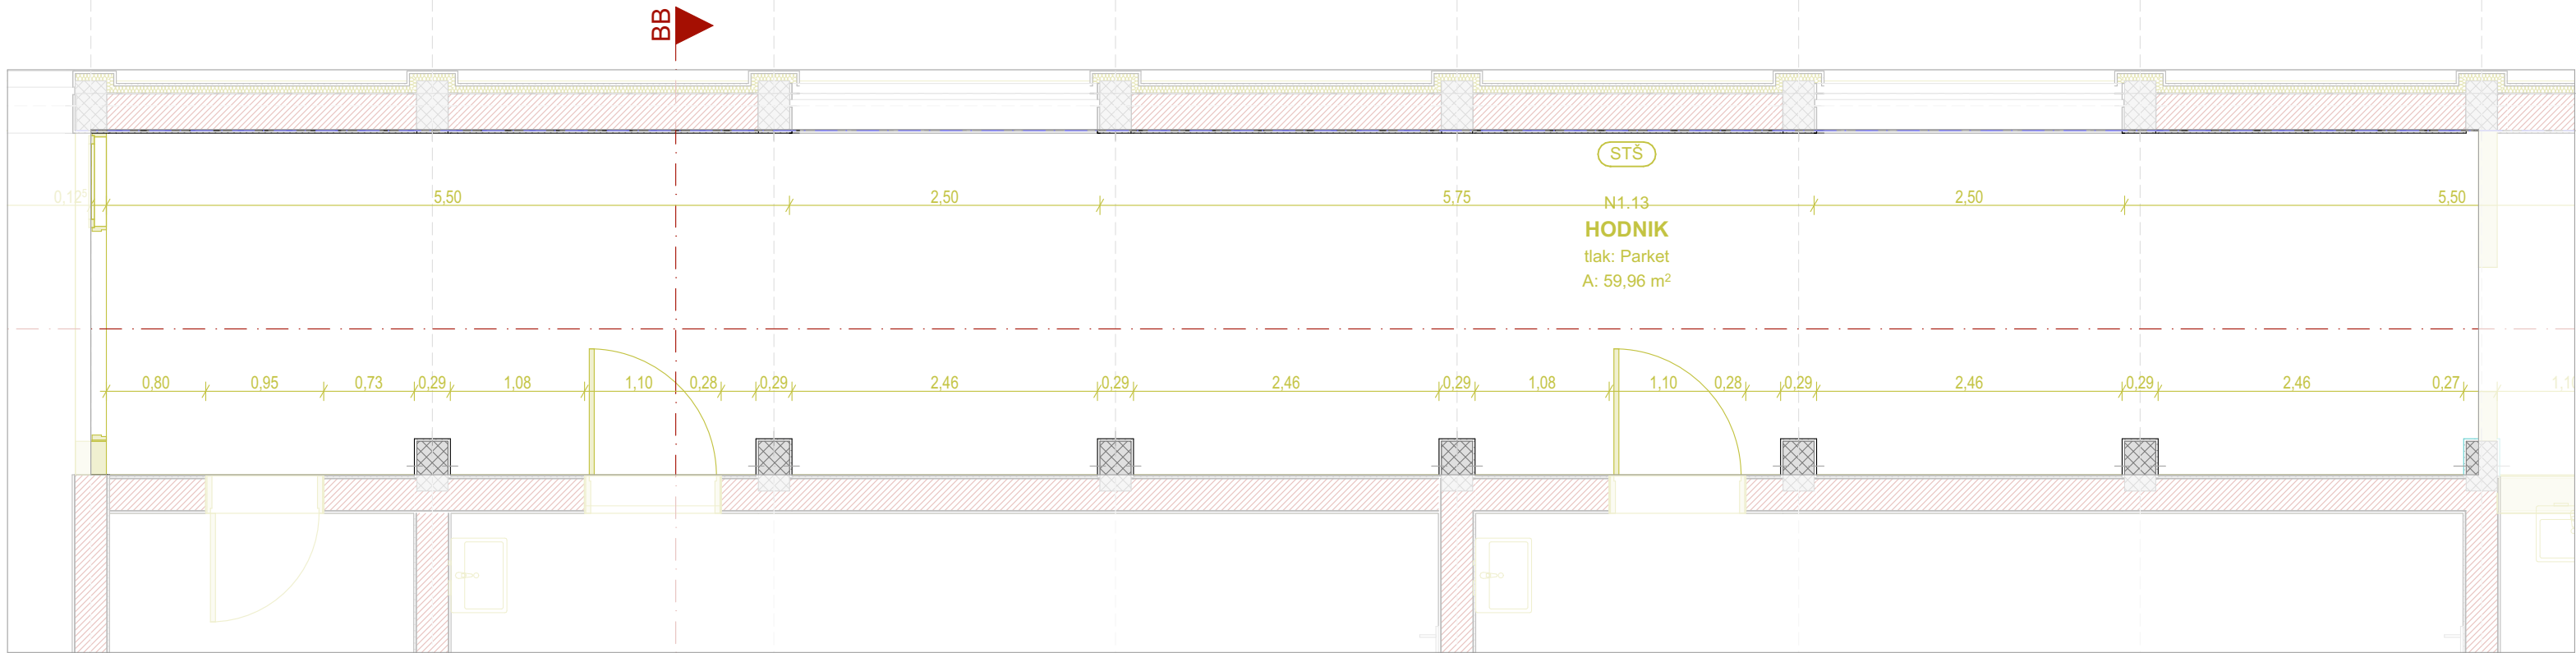 BB
STŠ
0,12⁵ 5,50 2,50 5,75 2,50 5,50
N1.13
HODNIK
tlak: Parket
A: 59,96 m²
0,80 0,95 0,73 0,29 1,08 1,10 0,28 0,29 2,46 0,29 2,46 0,29 1,08 1,10 0,28 0,29 2,46 0,29 2,46 0,27